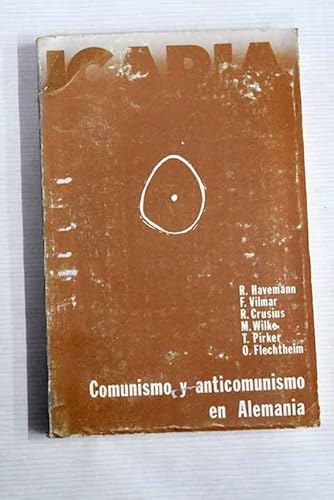 ICARIA
R. Havemann
F. Vilmar
R. Crusius
M. Wilke
T. Pirker
O. Flechtheim
Comunismo y anticomunismo
en Alemania